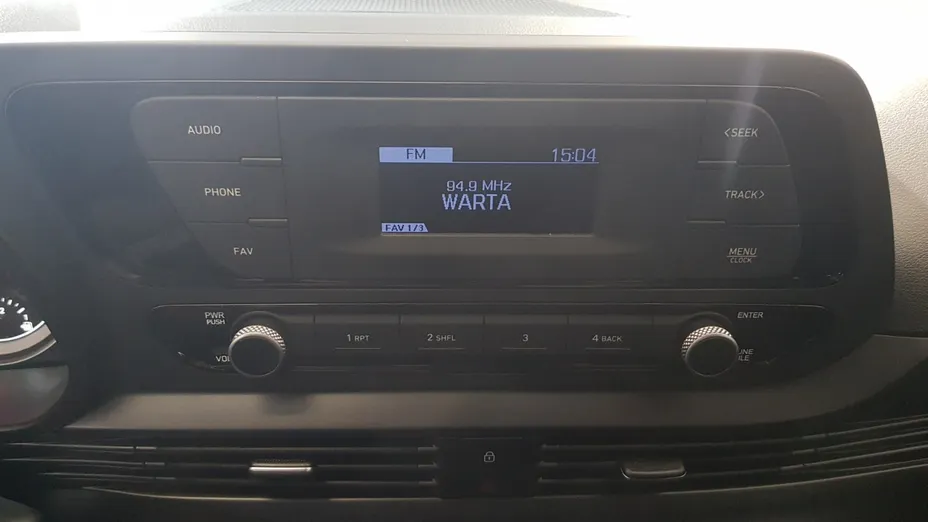 AUDIO
PHONE
FAV
FM 15:04
94.9 MHz
WARTA
FAV 1/3
<SEEK
TRACK>
MENU
CLOCK
PWR
PUSH
1 RPT
2 SHFL
3
4 BACK
ENTER